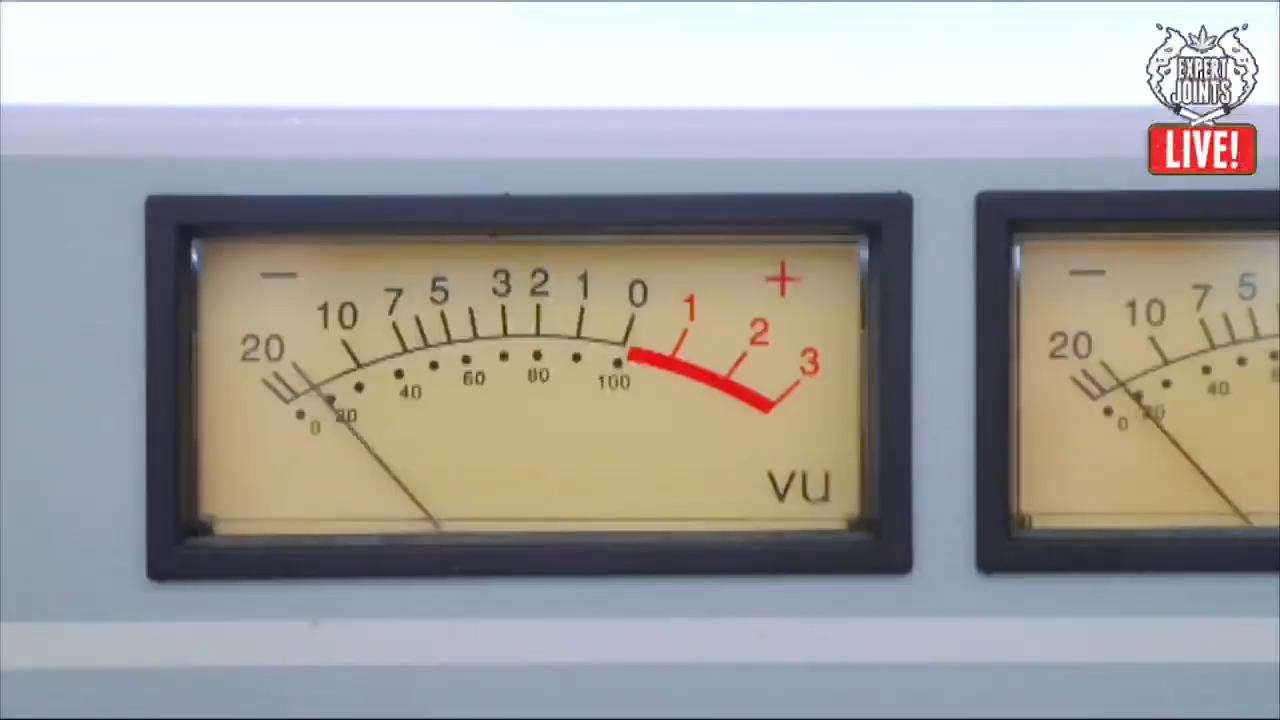 EXPERT
JOINTS
LIVE!
− 20 10 7 5 3 2 1 0 1 2 3 +
0 20 40 60 80 100
vu
− 20 10 7 5
0 20 40